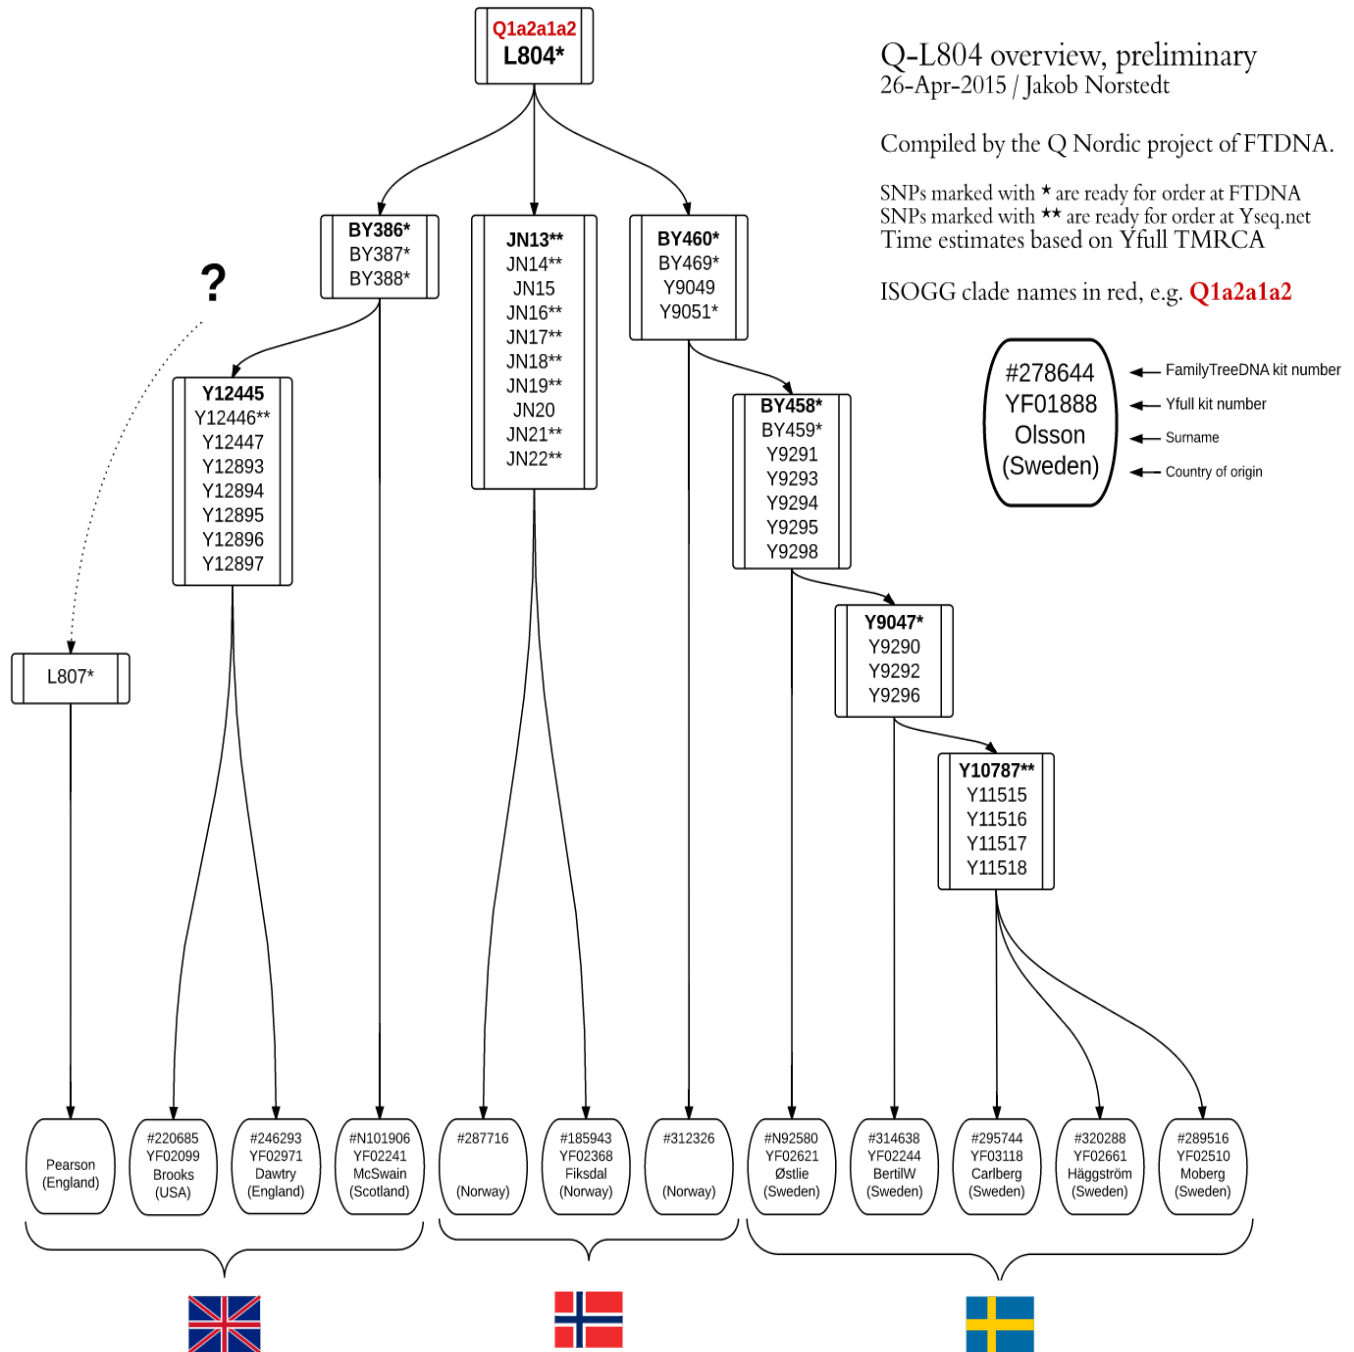 Q1a2a1a2
L804*
Q-L804 overview, preliminary
26-Apr-2015 / Jakob Norstedt
Compiled by the Q Nordic project of FTDNA.
SNPs marked with ★ are ready for order at FTDNA
SNPs marked with ★★ are ready for order at Yseq.net
Time estimates based on Yfull TMRCA
ISOGG clade names in red, e.g. Q1a2a1a2
#278644
YF01888
Olsson
(Sweden)
FamilyTreeDNA kit number
Yfull kit number
Surname
Country of origin
BY386*
BY387*
BY388*
JN13**
JN14**
JN15
JN16**
JN17**
JN18**
JN19**
JN20
JN21**
JN22**
BY460*
BY469*
Y9049
Y9051*
?
Y12445
Y12446**
Y12447
Y12893
Y12894
Y12895
Y12896
Y12897
BY458*
BY459*
Y9291
Y9293
Y9294
Y9295
Y9298
L807*
Y9047*
Y9290
Y9292
Y9296
Y10787**
Y11515
Y11516
Y11517
Y11518
Pearson
(England)
#220685
YF02099
Brooks
(USA)
#246293
YF02971
Dawtry
(England)
#N101906
YF02241
McSwain
(Scotland)
#287716
(Norway)
#185943
YF02368
Fiksdal
(Norway)
#312326
(Norway)
#N92580
YF02621
Østlie
(Sweden)
#314638
YF02244
BertilW
(Sweden)
#295744
YF03118
Carlberg
(Sweden)
#320288
YF02661
Häggström
(Sweden)
#289516
YF02510
Moberg
(Sweden)